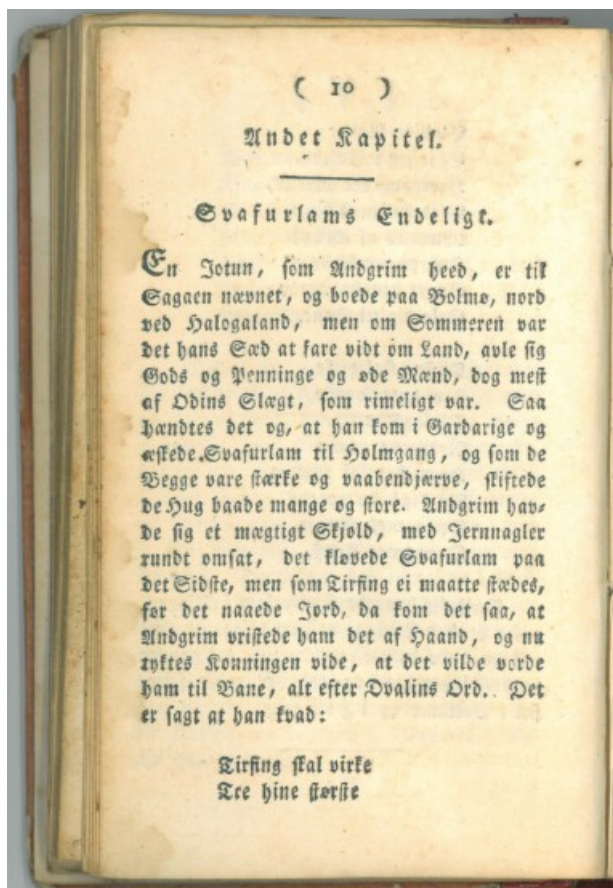 ( 10 )
Andet Kapitel.
Svafurlams Endeligt.
En Jotun, som Andgrim heed, er til
Sagaen nævnet, og boede paa Bolmø, nord
ved Halogaland, men om Sommeren var
det hans Sæd at fare vidt om Land, avle sig
Gods og Penninge og øde Mænd, dog mest
af Odins Slægt, som rimeligt var. Saa
hændtes det og, at han kom i Gardarige og
æskede Svafurlam til Holmgang, og som de
Begge vare stærke og vaabendjærve, skiftede
de Hug baade mange og store. Andgrim hav-
de sig et mægtigt Skjold, med Jernnagler
rundt omsat, det kløvede Svafurlam paa
det Sidste, men som Tirfing ei maatte stædes,
før det naaede Jord, da kom det saa, at
Andgrim vristede ham det af Haand, og nu
tyktes Konningen vide, at det vilde vorde
ham til Bane, alt efter Dvalins Ord. Det
er sagt at han kvad:
Tirfing skal virke
Tre hine største